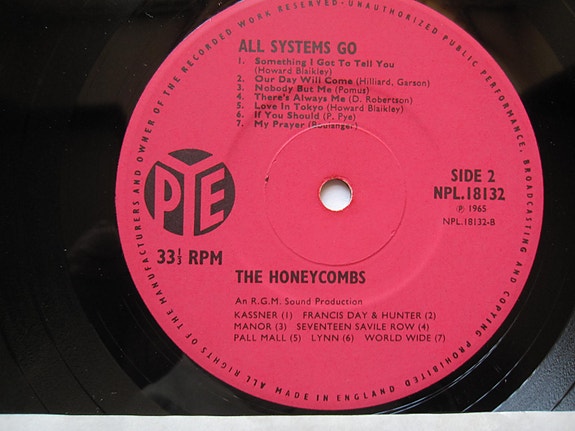 ALL RIGHTS OF THE MANUFACTURERS AND OWNER OF THE RECORDED WORK RESERVED · UNAUTHORIZED PUBLIC PERFORMANCE, BROADCASTING AND COPYING PROHIBITED MADE IN ENGLAND
ALL SYSTEMS GO
1. Something I Got To Tell You
(Howard Blaikley)
2. Our Day Will Come (Hilliard, Garson)
3. Nobody But Me (Pomus)
4. There's Always Me (D. Robertson)
5. Love In Tokyo (Howard Blaikley)
6. If You Should (P. Pye)
7. My Prayer (Boulanger)
PYE
SIDE 2
NPL.18132
℗ 1965
NPL.18132-B
33⅓ RPM
THE HONEYCOMBS
An R.G.M. Sound Production
KASSNER (1) FRANCIS DAY & HUNTER (2)
MANOR (3) SEVENTEEN SAVILE ROW (4)
PALL MALL (5) LYNN (6) WORLD WIDE (7)